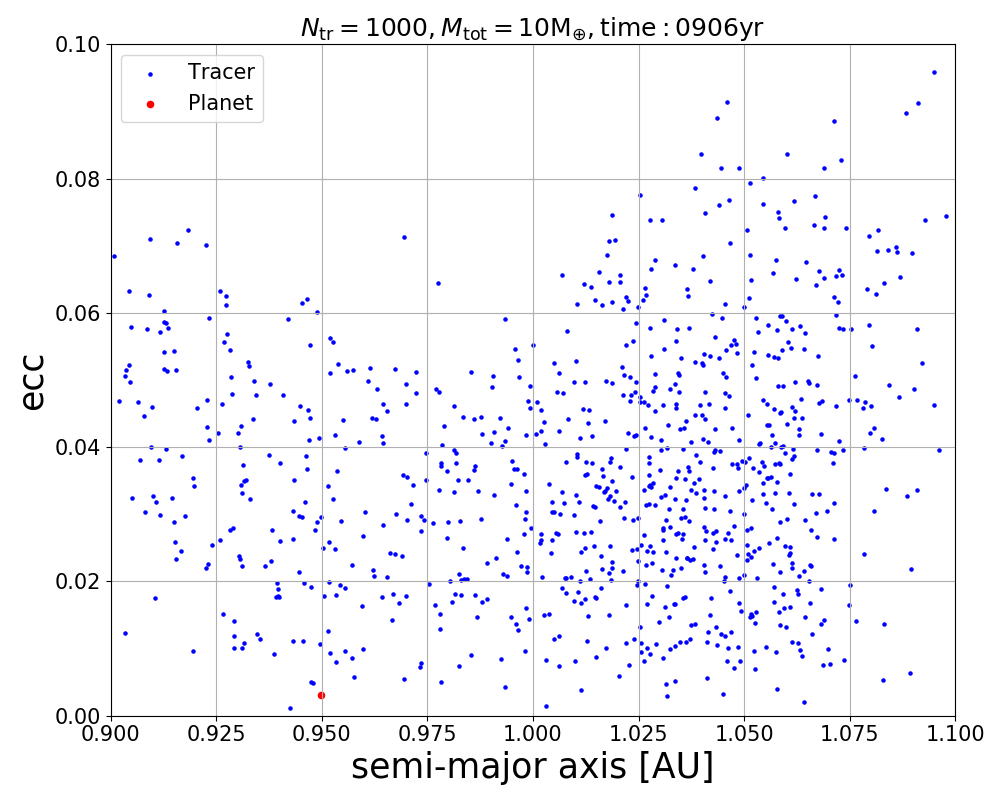 N_tr = 1000, M_tot = 10M_⊕, time : 0906yr
Tracer
Planet
ecc
0.10
0.08
0.06
0.04
0.02
0.00
0.900 0.925 0.950 0.975 1.000 1.025 1.050 1.075 1.100
semi-major axis [AU]